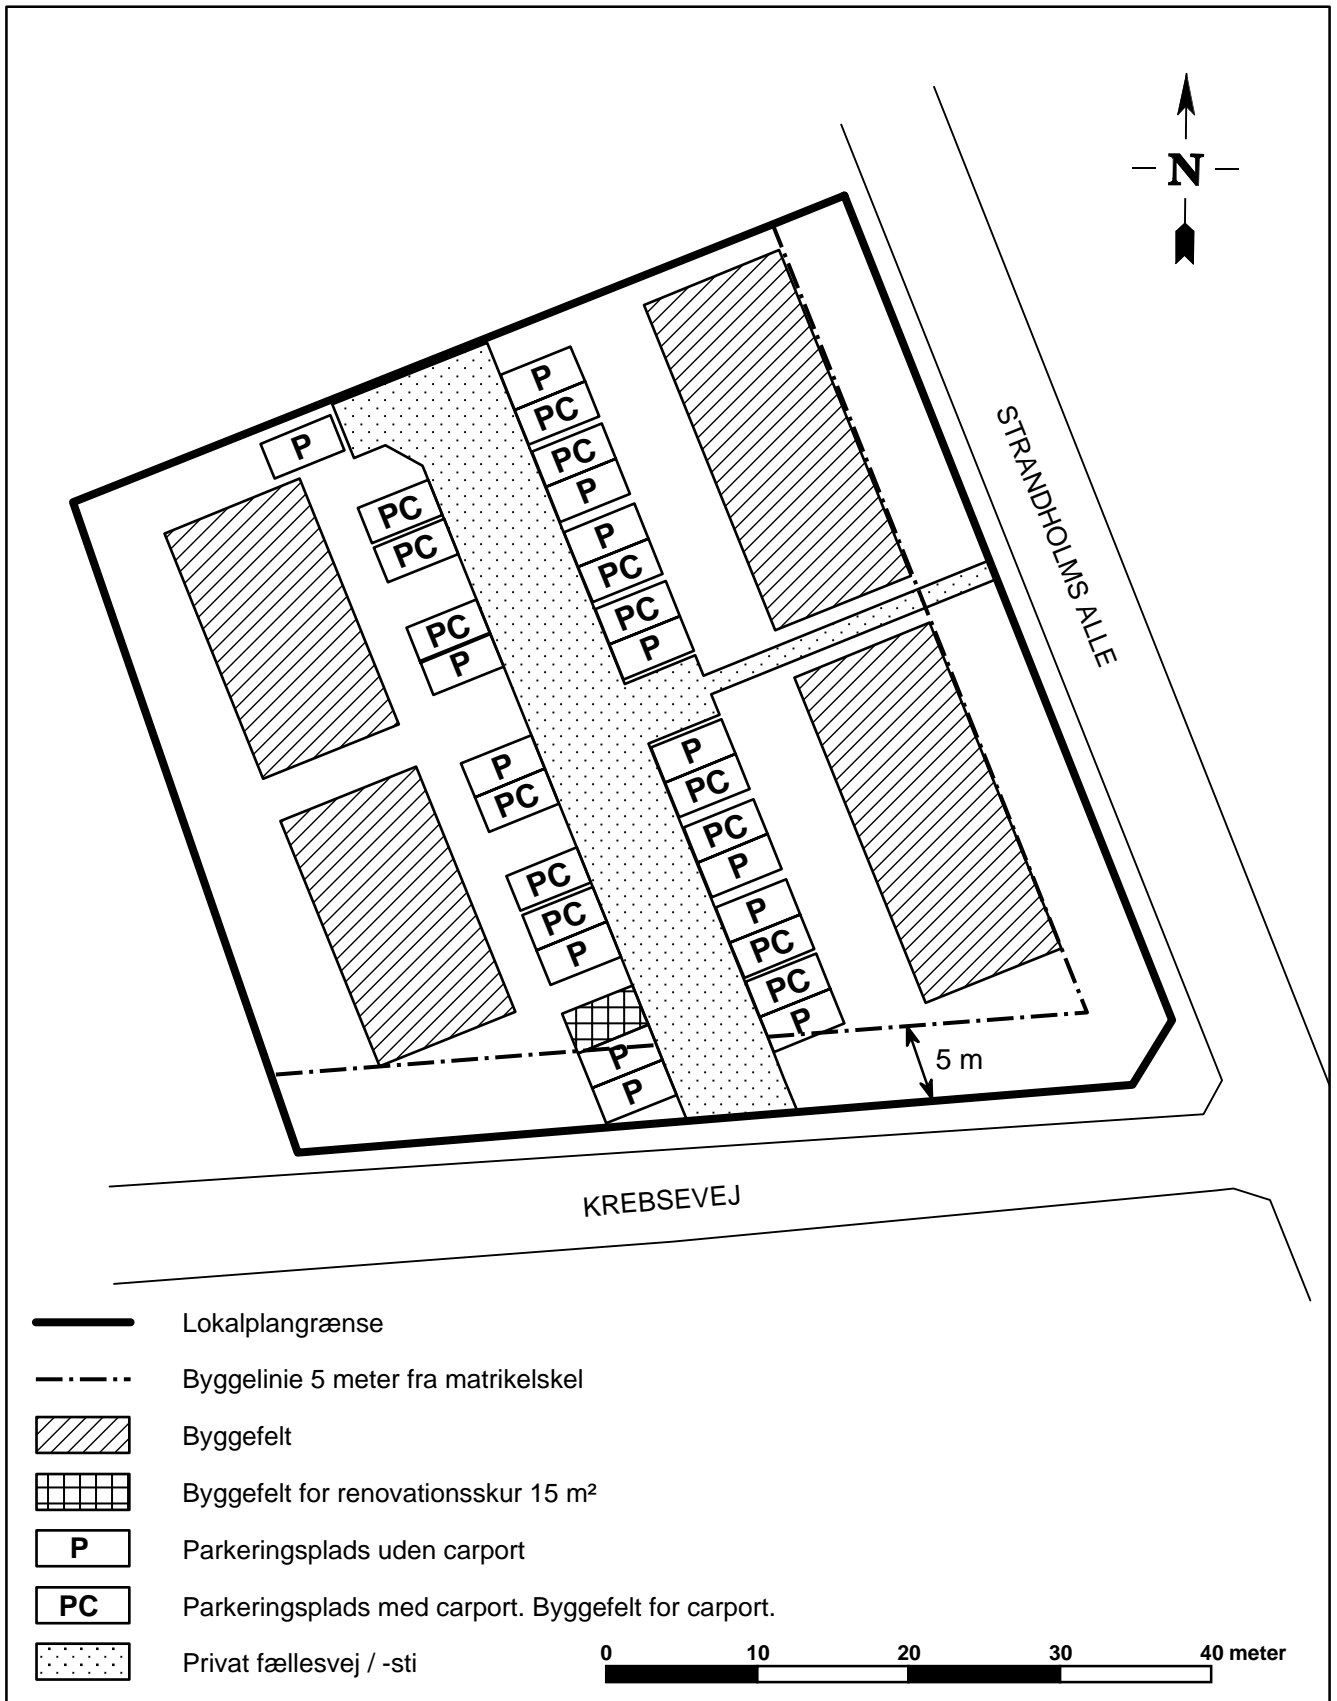 N
STRANDHOLMS ALLE
P
P
PC
PC
P
PC
PC
P
PC
PC
P
PC
P
P
PC
PC
PC
P
P
P
PC
P
P
PC
PC
P
P
PC
PC
P
5 m
KREBSEVEJ
Lokalplangrænse
Byggelinie 5 meter fra matrikelskel
Byggefelt
Byggefelt for renovationsskur 15 m²
P Parkeringsplads uden carport
PC Parkeringsplads med carport. Byggefelt for carport.
Privat fællesvej / -sti
0 10 20 30 40 meter